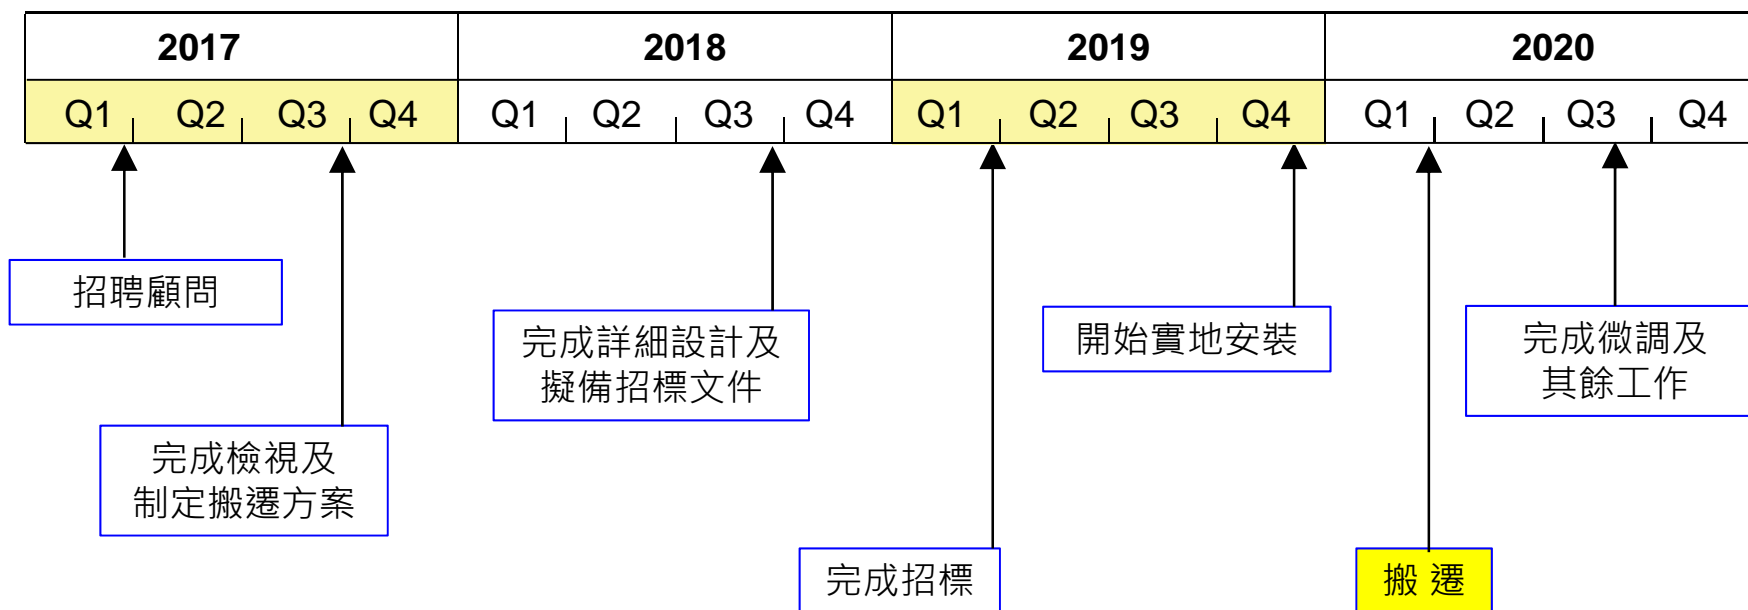 2017 2018 2019 2020
Q1 Q2 Q3 Q4 Q1 Q2 Q3 Q4 Q1 Q2 Q3 Q4 Q1 Q2 Q3 Q4
招聘顧問
完成檢視及
制定搬遷方案
完成詳細設計及
擬備招標文件
完成招標
開始實地安裝
搬 遷
完成微調及
其餘工作